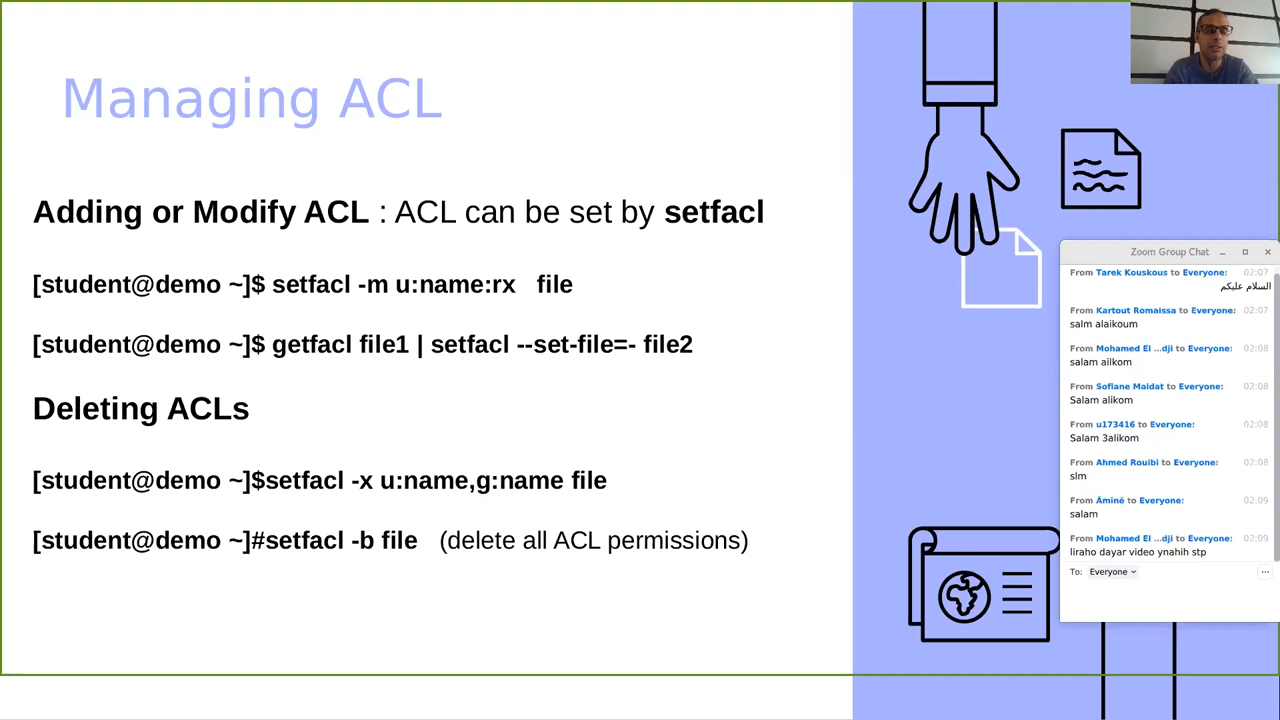 Managing ACL
Adding or Modify ACL : ACL can be set by setfacl
[student@demo ~]$ setfacl -m u:name:rx   file
[student@demo ~]$ getfacl file1 | setfacl --set-file=- file2
Deleting ACLs
[student@demo ~]$setfacl -x u:name,g:name file
[student@demo ~]#setfacl -b file   (delete all ACL permissions)
Zoom Group Chat
From Tarek Kouskous to Everyone: 02:07
السلام عليكم
From Kartout Romaissa to Everyone: 02:07
salm alaikoum
From Mohamed El ...dji to Everyone: 02:08
salam ailkom
From Sofiane Maidat to Everyone: 02:08
Salam alikom
From u173416 to Everyone: 02:08
Salam 3alikom
From Ahmed Rouibi to Everyone: 02:08
slm
From Āmïnê to Everyone: 02:09
salam
From Mohamed El ...dji to Everyone: 02:09
liraho dayar video ynahih stp
To: Everyone